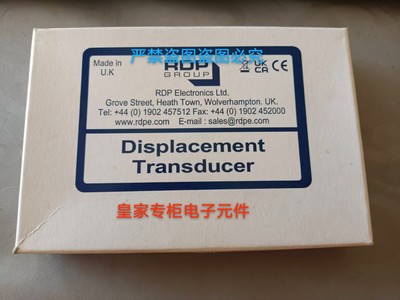 严禁盗图盗图必究
Made in
U.K
RDP
GROUP
UK
CA
CE
RDP Electronics Ltd.
Grove Street, Heath Town, Wolverhampton. UK.
Tel: +44 (0) 1902 457512 Fax: +44 (0) 1902 452000
www.rdpe.com E-mail : sales@rdpe.com
Displacement
Transducer
皇家专柜电子元件